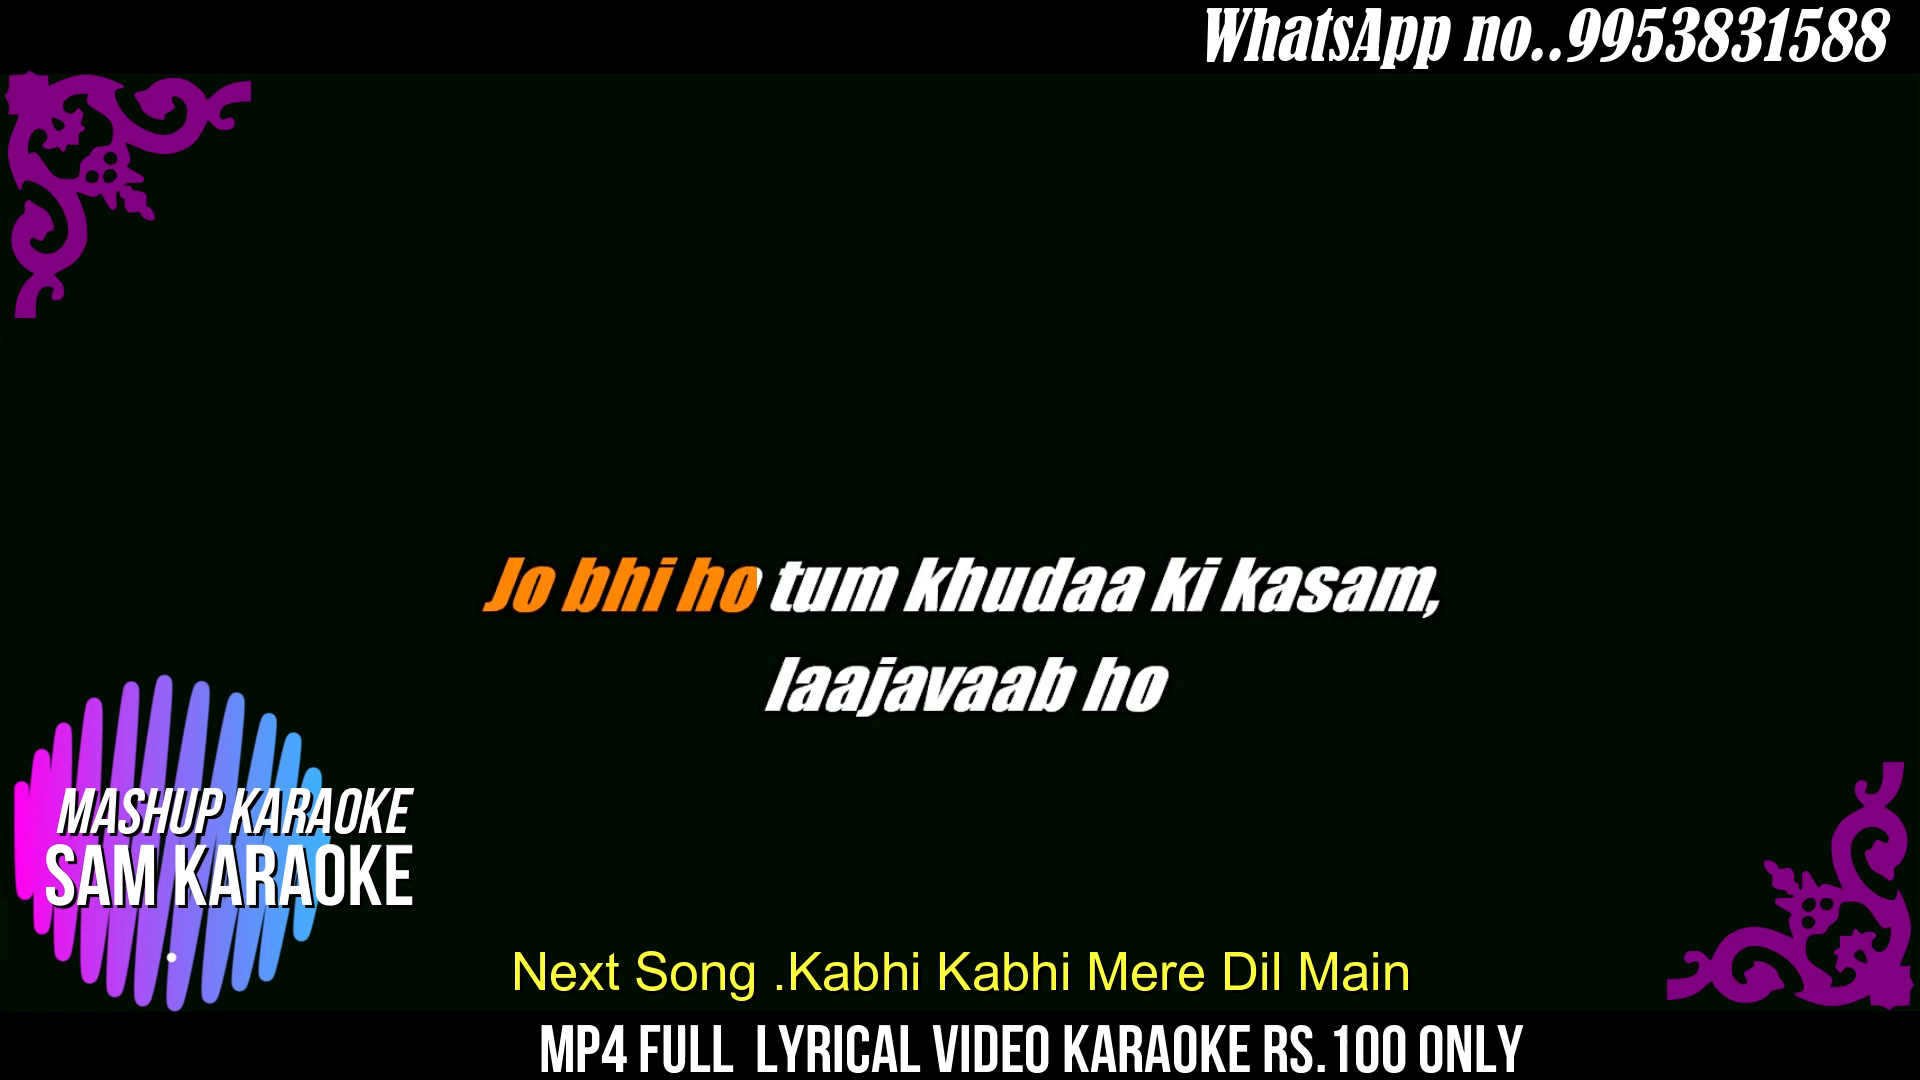 WhatsApp no..9953831588
Jo bhi ho tum khudaa ki kasam,
laajavaab ho
MASHUP KARAOKE
SAM KARAOKE
Next Song .Kabhi Kabhi Mere Dil Main
MP4 FULL LYRICAL VIDEO KARAOKE RS.100 ONLY